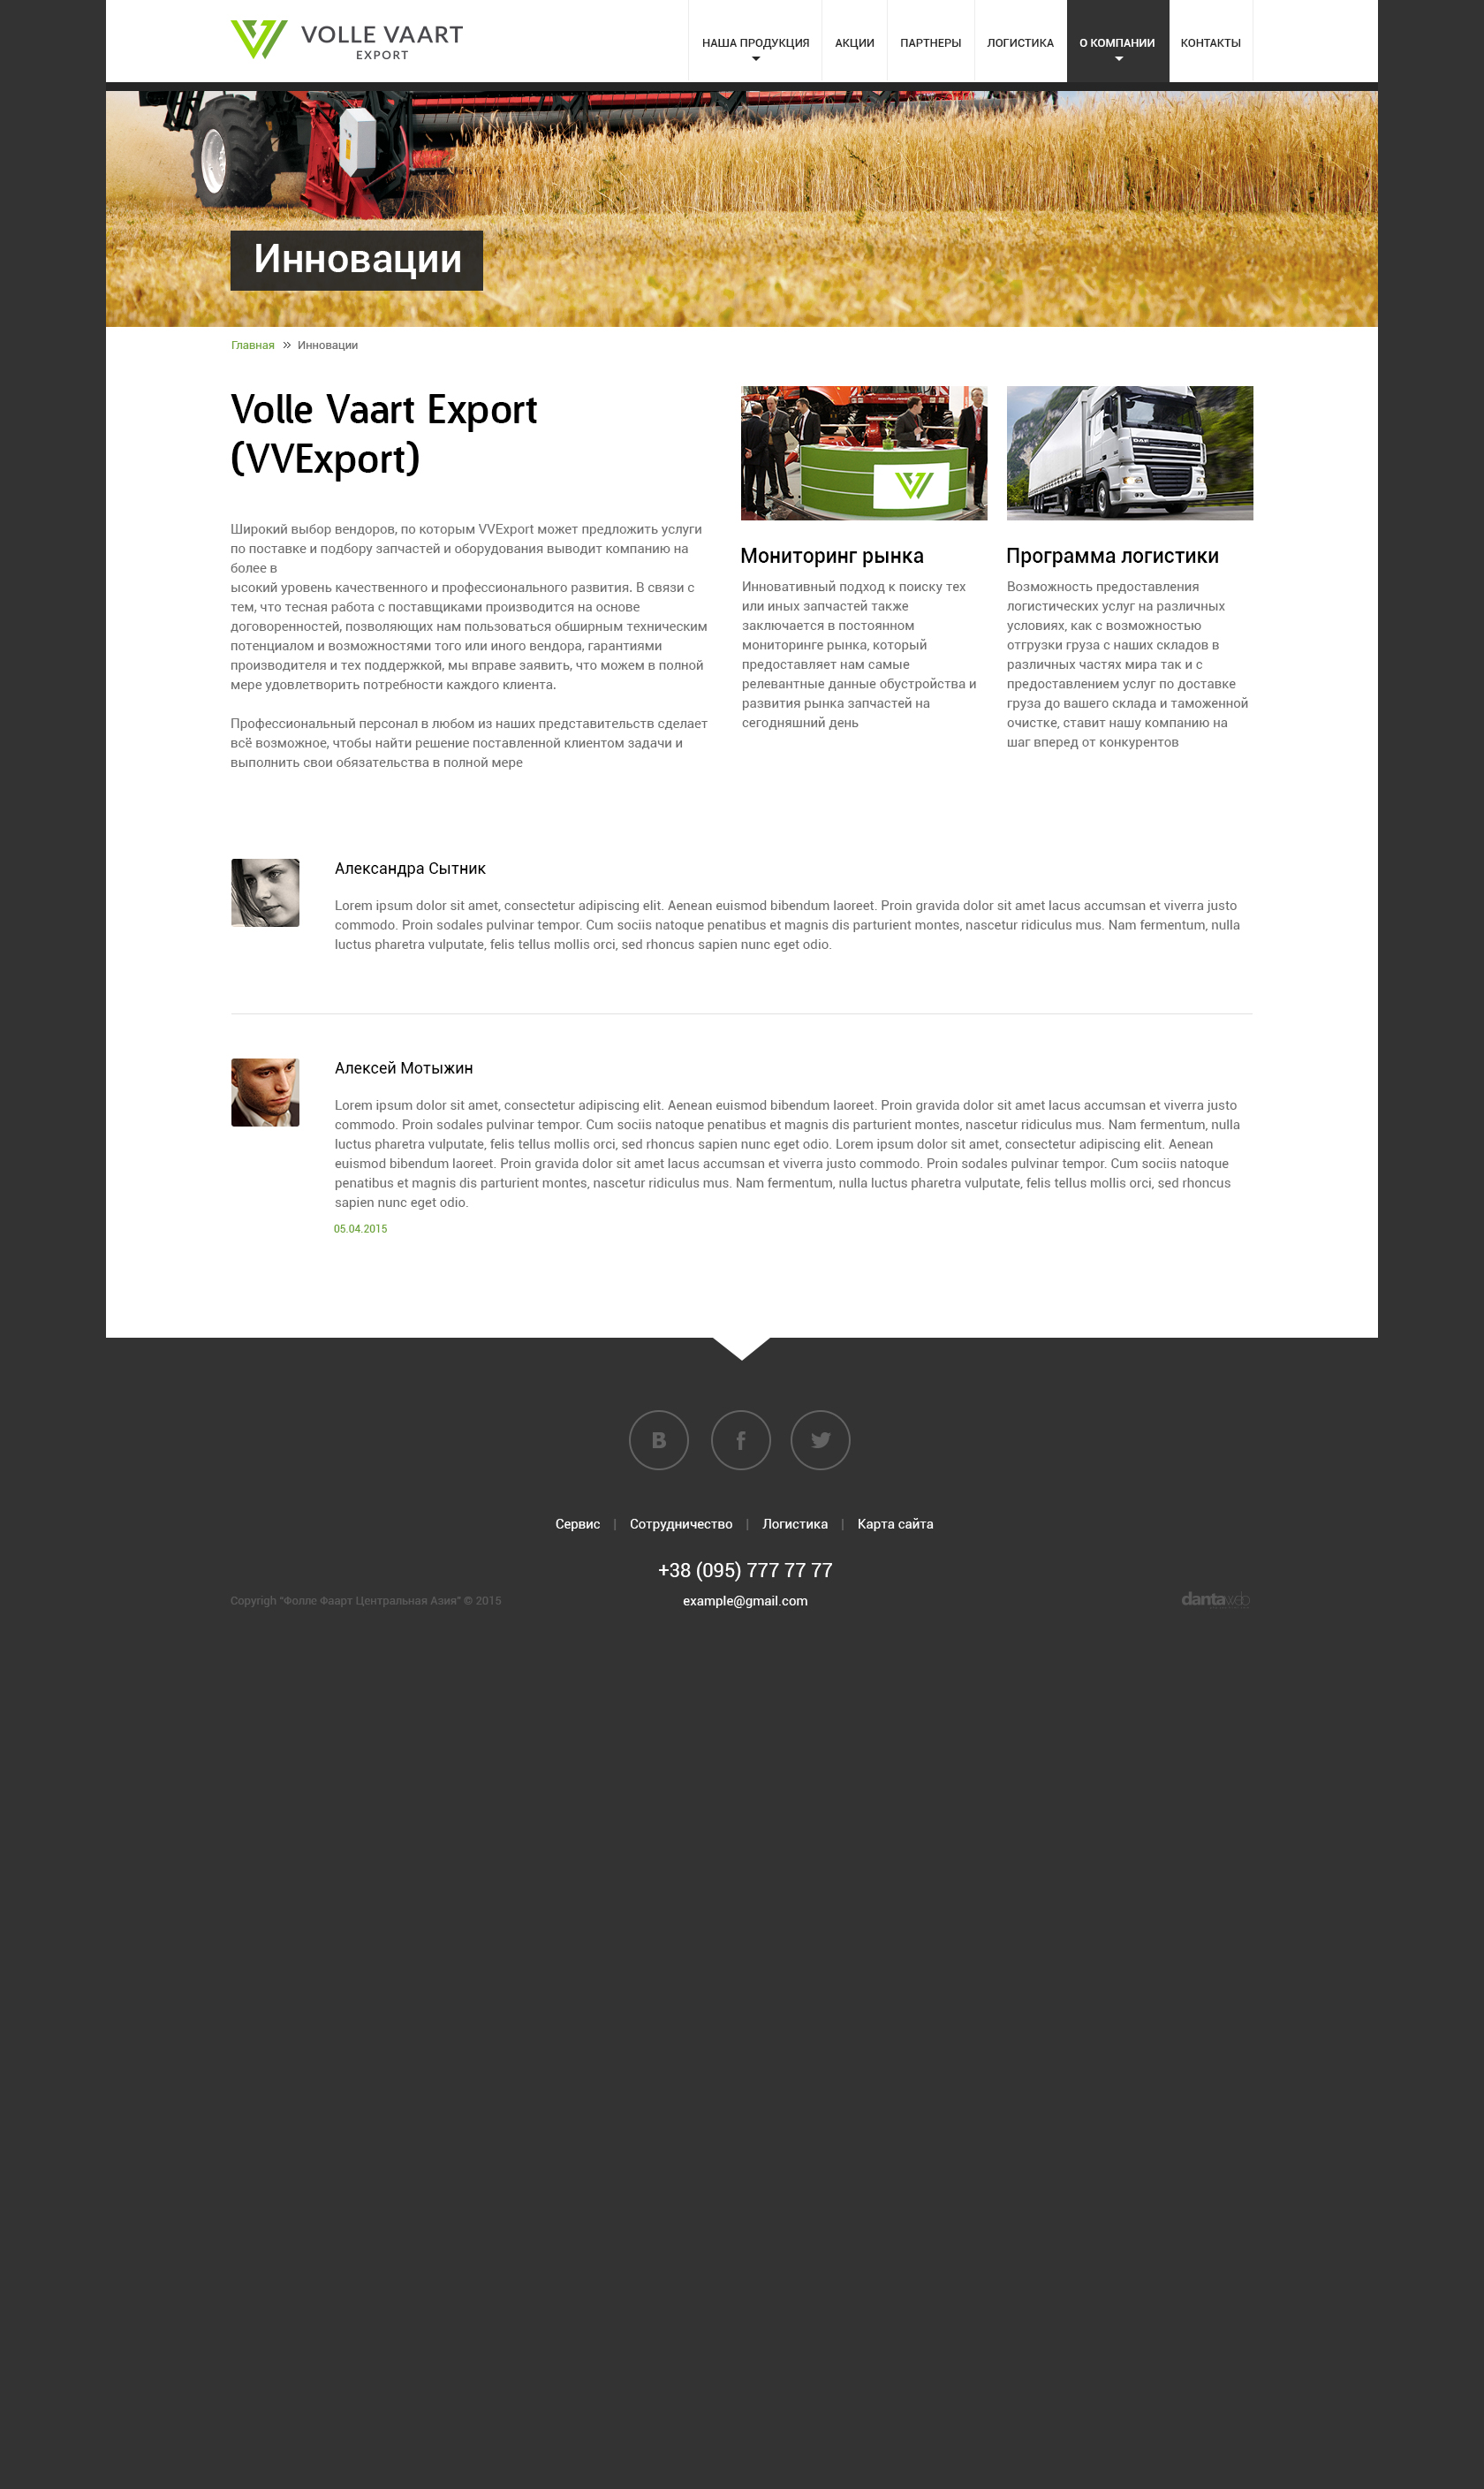 VOLLE VAART
EXPORT
НАША ПРОДУКЦИЯ
АКЦИИ
ПАРТНЕРЫ
ЛОГИСТИКА
О КОМПАНИИ
КОНТАКТЫ
Инновации
Главная » Инновации
Volle Vaart Export
(VVExport)
Широкий выбор вендоров, по которым VVExport может предложить услуги
по поставке и подбору запчастей и оборудования выводит компанию на
более в
ысокий уровень качественного и профессионального развития. В связи с
тем, что тесная работа с поставщиками производится на основе
договоренностей, позволяющих нам пользоваться обширным техническим
потенциалом и возможностями того или иного вендора, гарантиями
производителя и тех поддержкой, мы вправе заявить, что можем в полной
мере удовлетворить потребности каждого клиента.
Профессиональный персонал в любом из наших представительств сделает
всё возможное, чтобы найти решение поставленной клиентом задачи и
выполнить свои обязательства в полной мере
Мониторинг рынка
Инновативный подход к поиску тех
или иных запчастей также
заключается в постоянном
мониторинге рынка, который
предоставляет нам самые
релевантные данные обустройства и
развития рынка запчастей на
сегодняшний день
DAF
Программа логистики
Возможность предоставления
логистических услуг на различных
условиях, как с возможностью
отгрузки груза с наших складов в
различных частях мира так и с
предоставлением услуг по доставке
груза до вашего склада и таможенной
очистке, ставит нашу компанию на
шаг вперед от конкурентов
Александра Сытник
Lorem ipsum dolor sit amet, consectetur adipiscing elit. Aenean euismod bibendum laoreet. Proin gravida dolor sit amet lacus accumsan et viverra justo
commodo. Proin sodales pulvinar tempor. Cum sociis natoque penatibus et magnis dis parturient montes, nascetur ridiculus mus. Nam fermentum, nulla
luctus pharetra vulputate, felis tellus mollis orci, sed rhoncus sapien nunc eget odio.
Алексей Мотыжин
Lorem ipsum dolor sit amet, consectetur adipiscing elit. Aenean euismod bibendum laoreet. Proin gravida dolor sit amet lacus accumsan et viverra justo
commodo. Proin sodales pulvinar tempor. Cum sociis natoque penatibus et magnis dis parturient montes, nascetur ridiculus mus. Nam fermentum, nulla
luctus pharetra vulputate, felis tellus mollis orci, sed rhoncus sapien nunc eget odio. Lorem ipsum dolor sit amet, consectetur adipiscing elit. Aenean
euismod bibendum laoreet. Proin gravida dolor sit amet lacus accumsan et viverra justo commodo. Proin sodales pulvinar tempor. Cum sociis natoque
penatibus et magnis dis parturient montes, nascetur ridiculus mus. Nam fermentum, nulla luctus pharetra vulputate, felis tellus mollis orci, sed rhoncus
sapien nunc eget odio.
05.04.2015
Сервис | Сотрудничество | Логистика | Карта сайта
+38 (095) 777 77 77
example@gmail.com
Copyrigh "Фолле Фаарт Центральная Азия" © 2015
dantaweb